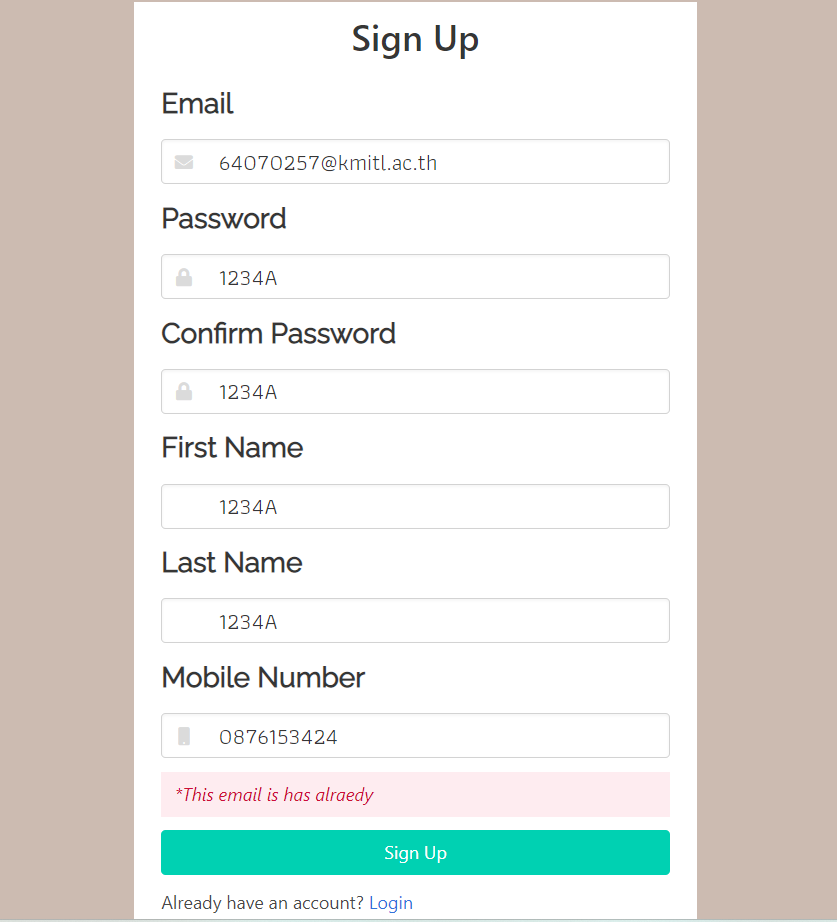 Sign Up
Email
64070257@kmitl.ac.th
Password
1234A
Confirm Password
1234A
First Name
1234A
Last Name
1234A
Mobile Number
0876153424
*This email is has alraedy
Sign Up
Already have an account? Login